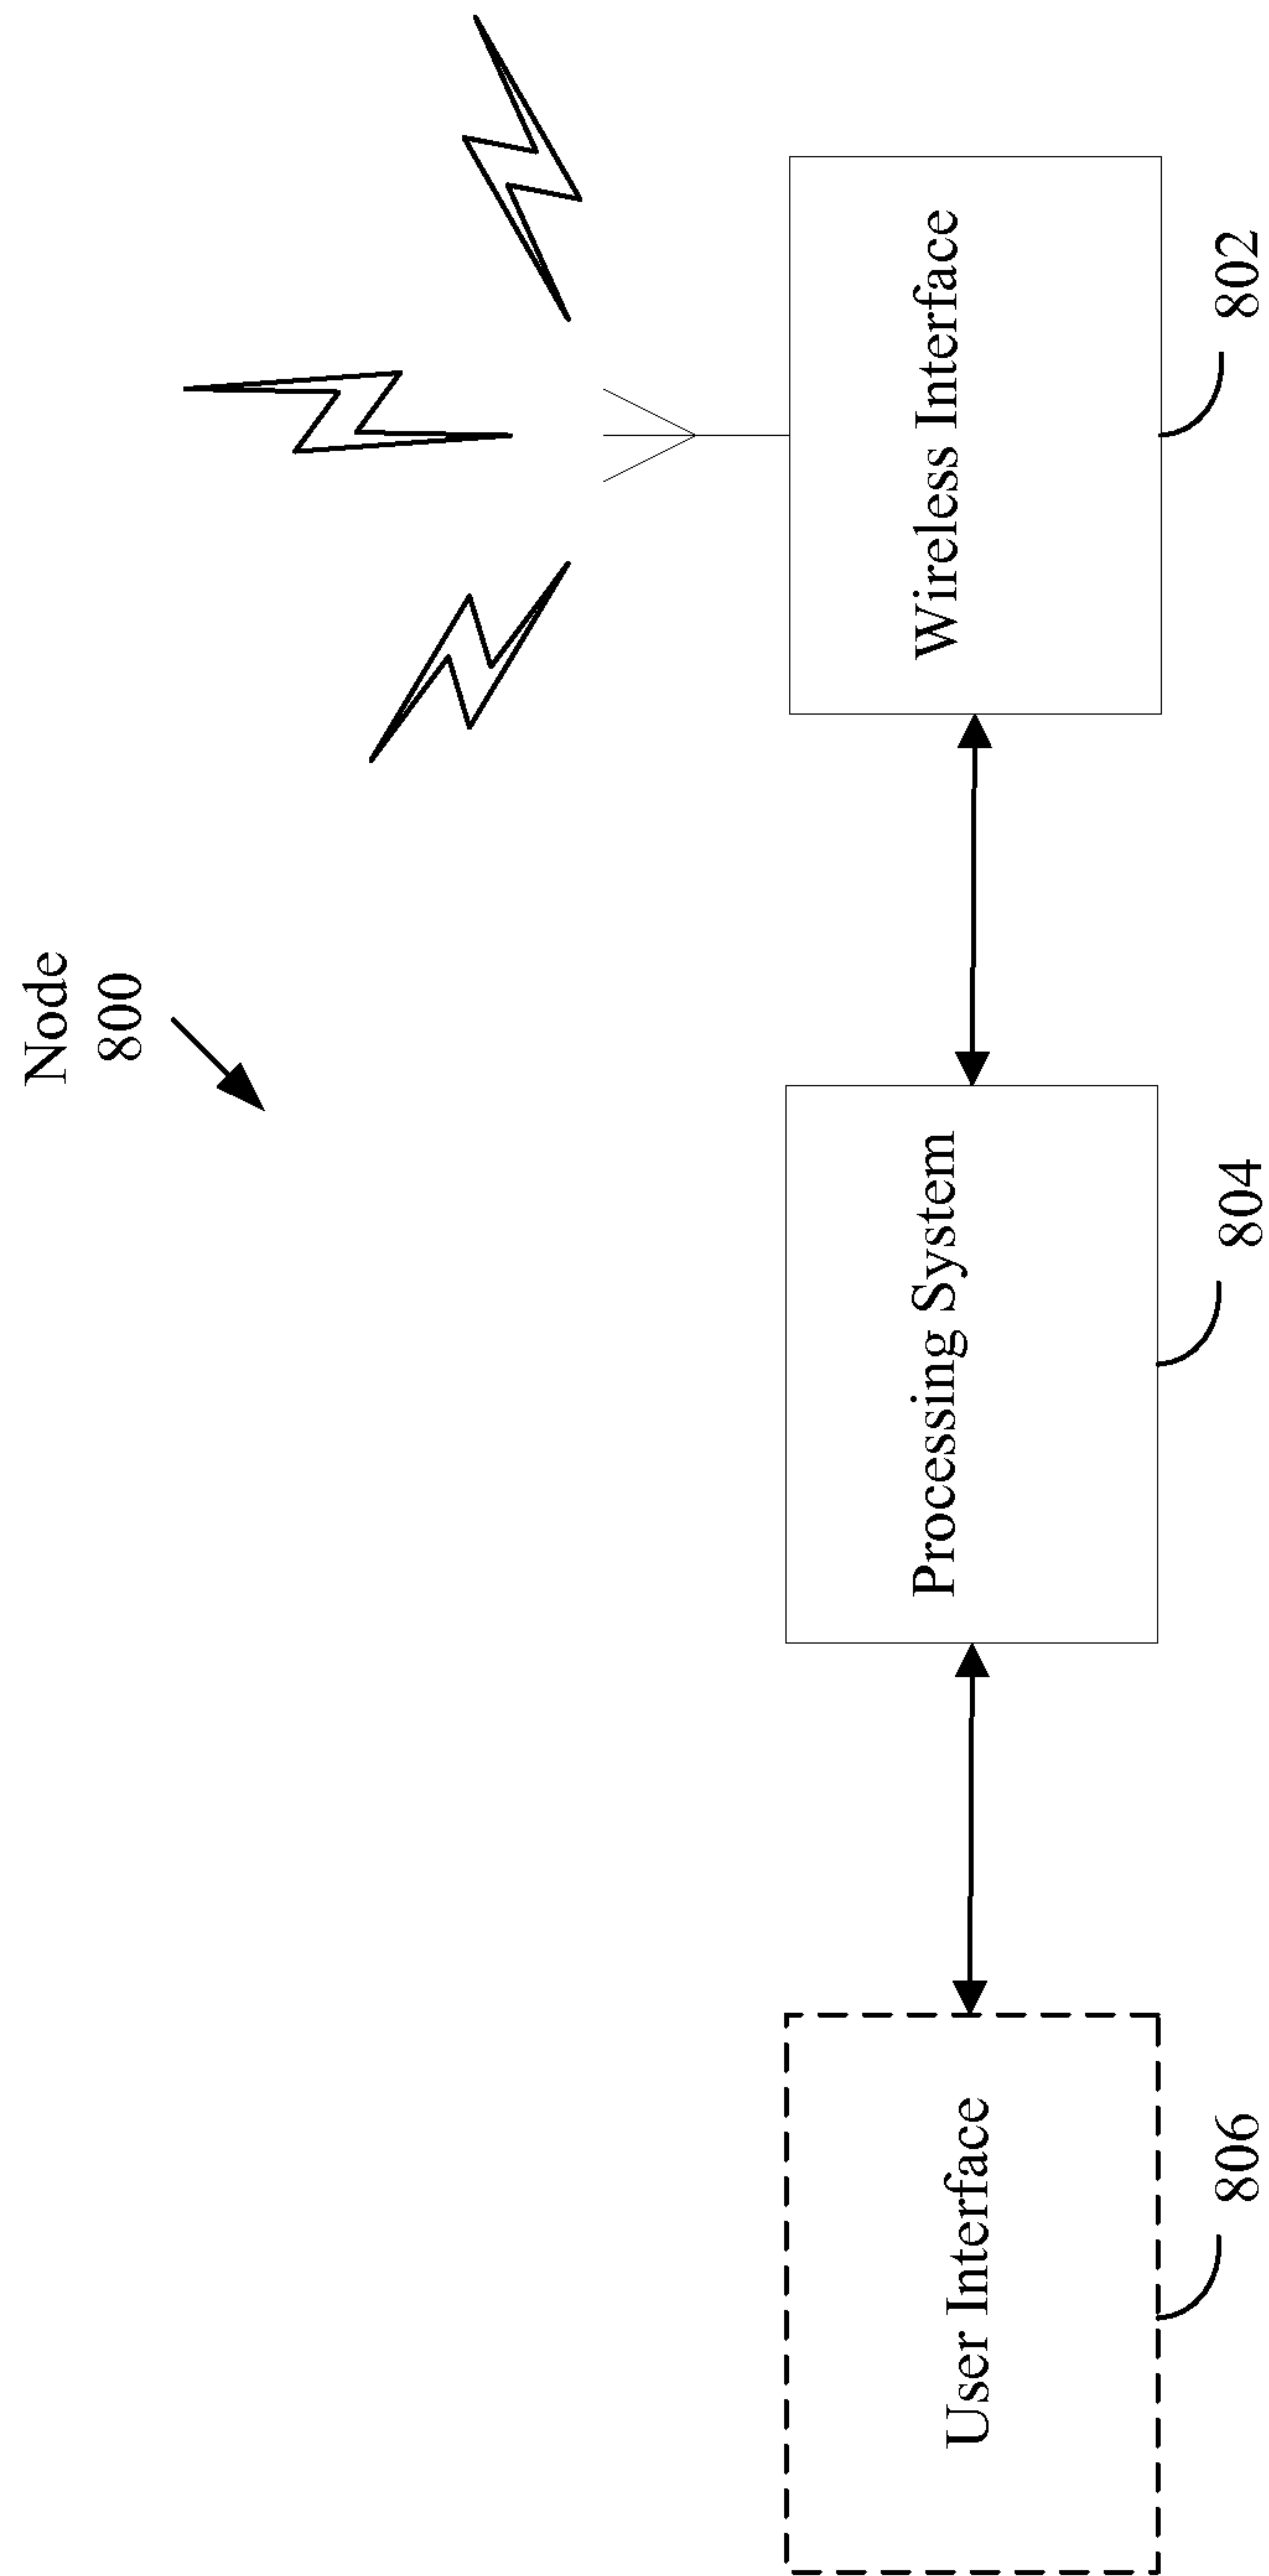 Node
800
User Interface
Processing System
Wireless Interface
806
804
802